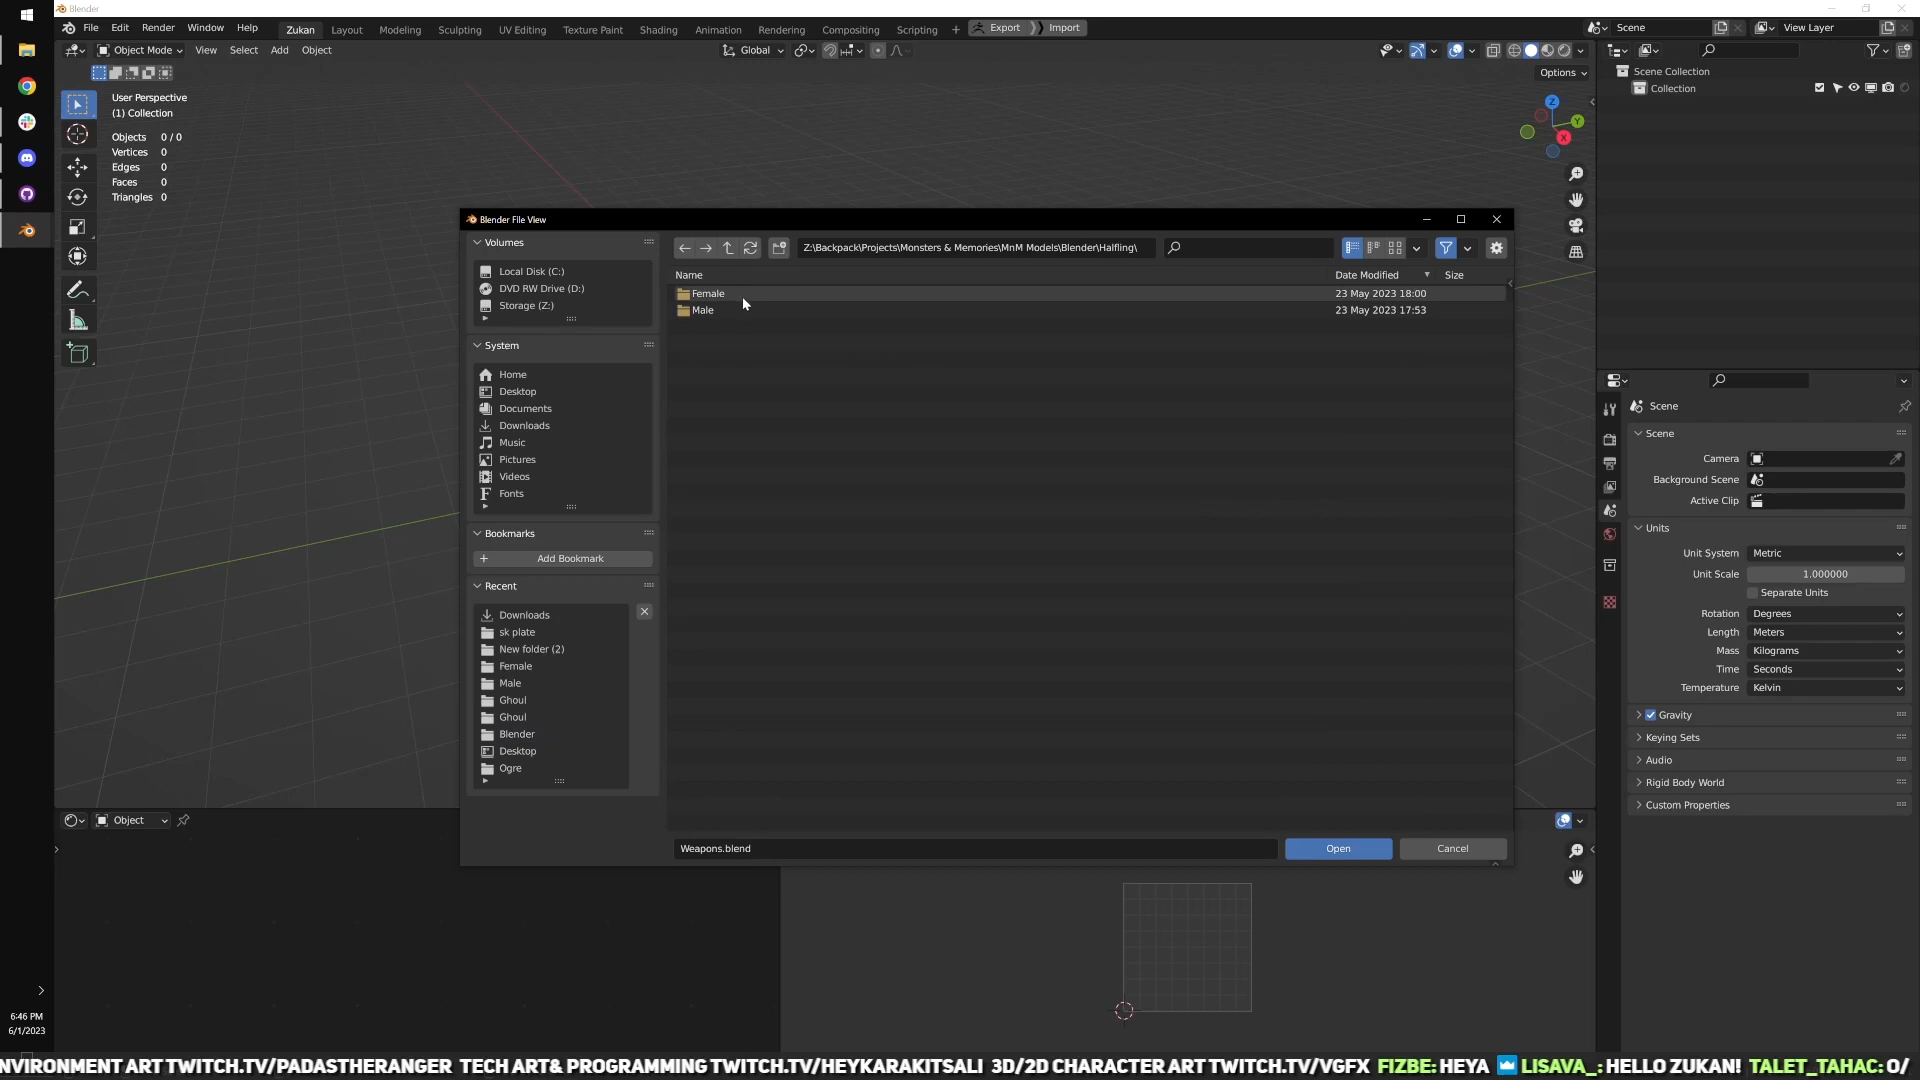 Blender
File Edit Render Window Help Zukan Layout Modeling Sculpting UV Editing Texture Paint Shading Animation Rendering Compositing Scripting + Export Import Scene View Layer
Object Mode View Select Add Object Global
Options
User Perspective
(1) Collection
Objects 0 / 0
Vertices 0
Edges 0
Faces 0
Triangles 0
Z
Y
X
Scene Collection
Collection
Blender File View
Volumes
Local Disk (C:)
DVD RW Drive (D:)
Storage (Z:)
System
Home
Desktop
Documents
Downloads
Music
Pictures
Videos
Fonts
Bookmarks
Add Bookmark
Recent
Downloads
sk plate
New folder (2)
Female
Male
Ghoul
Ghoul
Blender
Desktop
Ogre
Z:\Backpack\Projects\Monsters & Memories\MnM Models\Blender\Halfling\
Name Date Modified Size
Female 23 May 2023 18:00
Male 23 May 2023 17:53
Weapons.blend Open Cancel
Scene
Scene
Camera
Background Scene
Active Clip
Units
Unit System Metric
Unit Scale 1.000000
Separate Units
Rotation Degrees
Length Meters
Mass Kilograms
Time Seconds
Temperature Kelvin
Gravity
Keying Sets
Audio
Rigid Body World
Custom Properties
Object
6:46 PM
6/1/2023
NVIRONMENT ART TWITCH.TV/PADASTHERANGER TECH ART& PROGRAMMING TWITCH.TV/HEYKARAKITSALI 3D/2D CHARACTER ART TWITCH.TV/VGFX FIZBE: HEYA LISAVA_: HELLO ZUKAN! TALET_TAHAC: O/